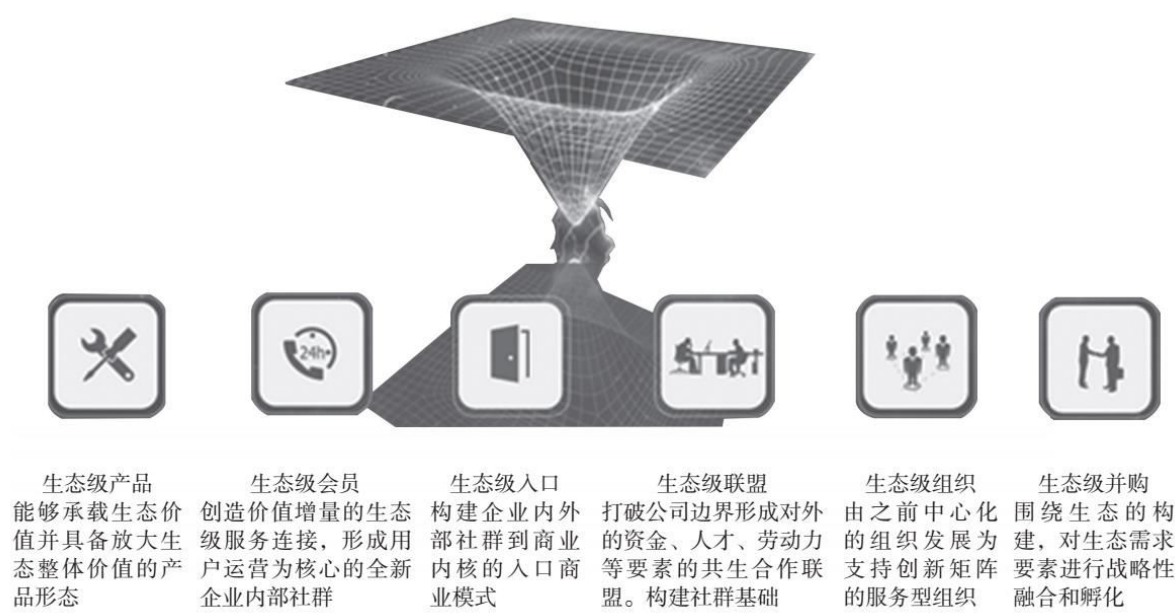 24h
生态级产品
能够承载生态价
值并具备放大生
态整体价值的产
品形态
生态级会员
创造价值增量的生态
级服务连接，形成用
户运营为核心的全新
企业内部社群
生态级入口
构建企业内外
部社群到商业
内核的入口商
业模式
生态级联盟
打破公司边界形成对外
的资金、人才、劳动力
等要素的共生合作联
盟。构建社群基础
生态级组织
由之前中心化
的组织发展为
支持创新矩阵
的服务型组织
生态级并购
围绕生态的构
建，对生态需求
要素进行战略性
融合和孵化